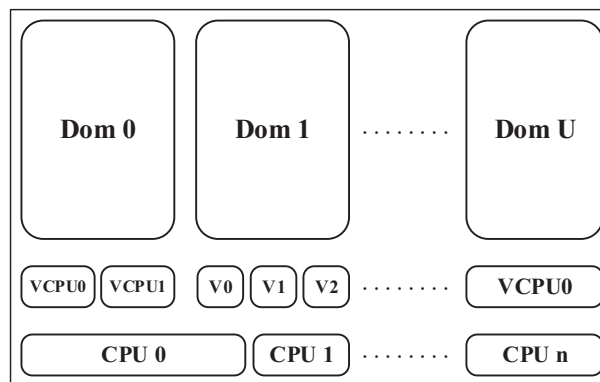 Dom 0 Dom 1 ........ Dom U
VCPU0 VCPU1 V0 V1 V2 ........ VCPU0
CPU 0 CPU 1 ........ CPU n